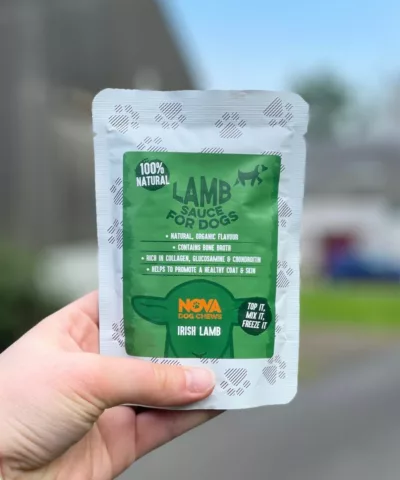 100%
NATURAL
LAMB
SAUCE
FOR DOGS
• NATURAL, ORGANIC FLAVOUR
• CONTAINS BONE BROTH
• RICH IN COLLAGEN, GLUCOSAMINE & CHONDROITIN
• HELPS TO PROMOTE A HEALTHY COAT & SKIN
NOVA
DOG CHEWS
IRISH LAMB
TOP IT,
MIX IT,
FREEZE IT